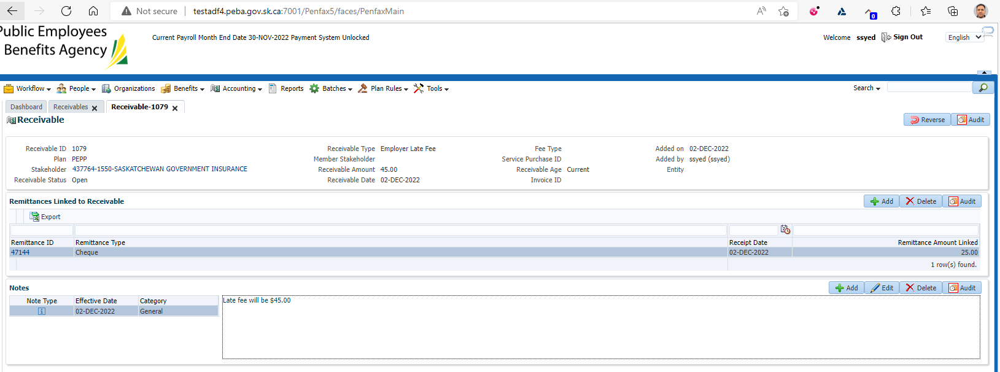 Not secure | testadf4.peba.gov.sk.ca:7001/Penfax5/faces/PenfaxMain
0
Public Employees
Benefits Agency
Current Payroll Month End Date 30-NOV-2022 Payment System Unlocked
Welcome ssyed Sign Out English
Workflow People Organizations Benefits Accounting Reports Batches Plan Rules Tools Search
Dashboard Receivables Receivable-1079
Receivable Reverse Audit
Receivable ID 1079 Receivable Type Employer Late Fee Fee Type Added on 02-DEC-2022
Plan PEPP Member Stakeholder Service Purchase ID Added by ssyed (ssyed)
Stakeholder 437764-1550-SASKATCHEWAN GOVERNMENT INSURANCE Receivable Amount 45.00 Receivable Age Current Entity
Receivable Status Open Receivable Date 02-DEC-2022 Invoice ID
Remittances Linked to Receivable Add Delete Audit
Export
Remittance ID Remittance Type Receipt Date Remittance Amount Linked
47144 Cheque 02-DEC-2022 25.00
1 row(s) found.
Notes Add Edit Delete Audit
Note Type Effective Date Category Late fee will be $45.00
02-DEC-2022 General